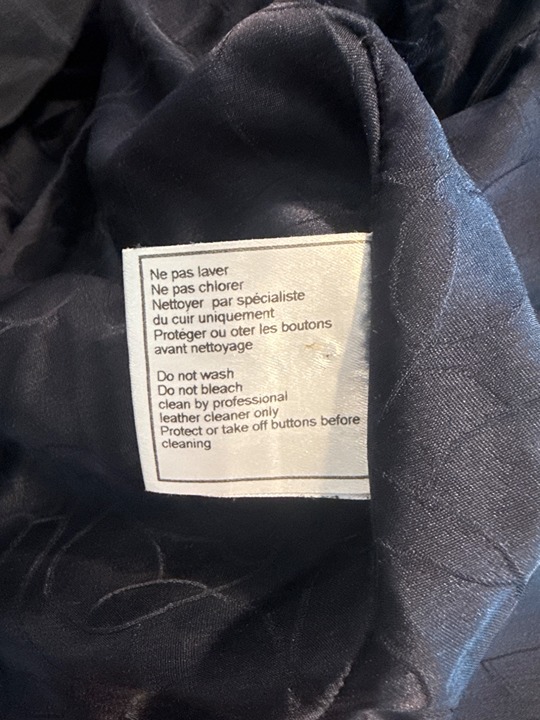 Ne pas laver
Ne pas chlorer
Nettoyer par spécialiste
du cuir uniquement
Protéger ou oter les boutons
avant nettoyage
Do not wash
Do not bleach
clean by professional
leather cleaner only
Protect or take off buttons before
cleaning